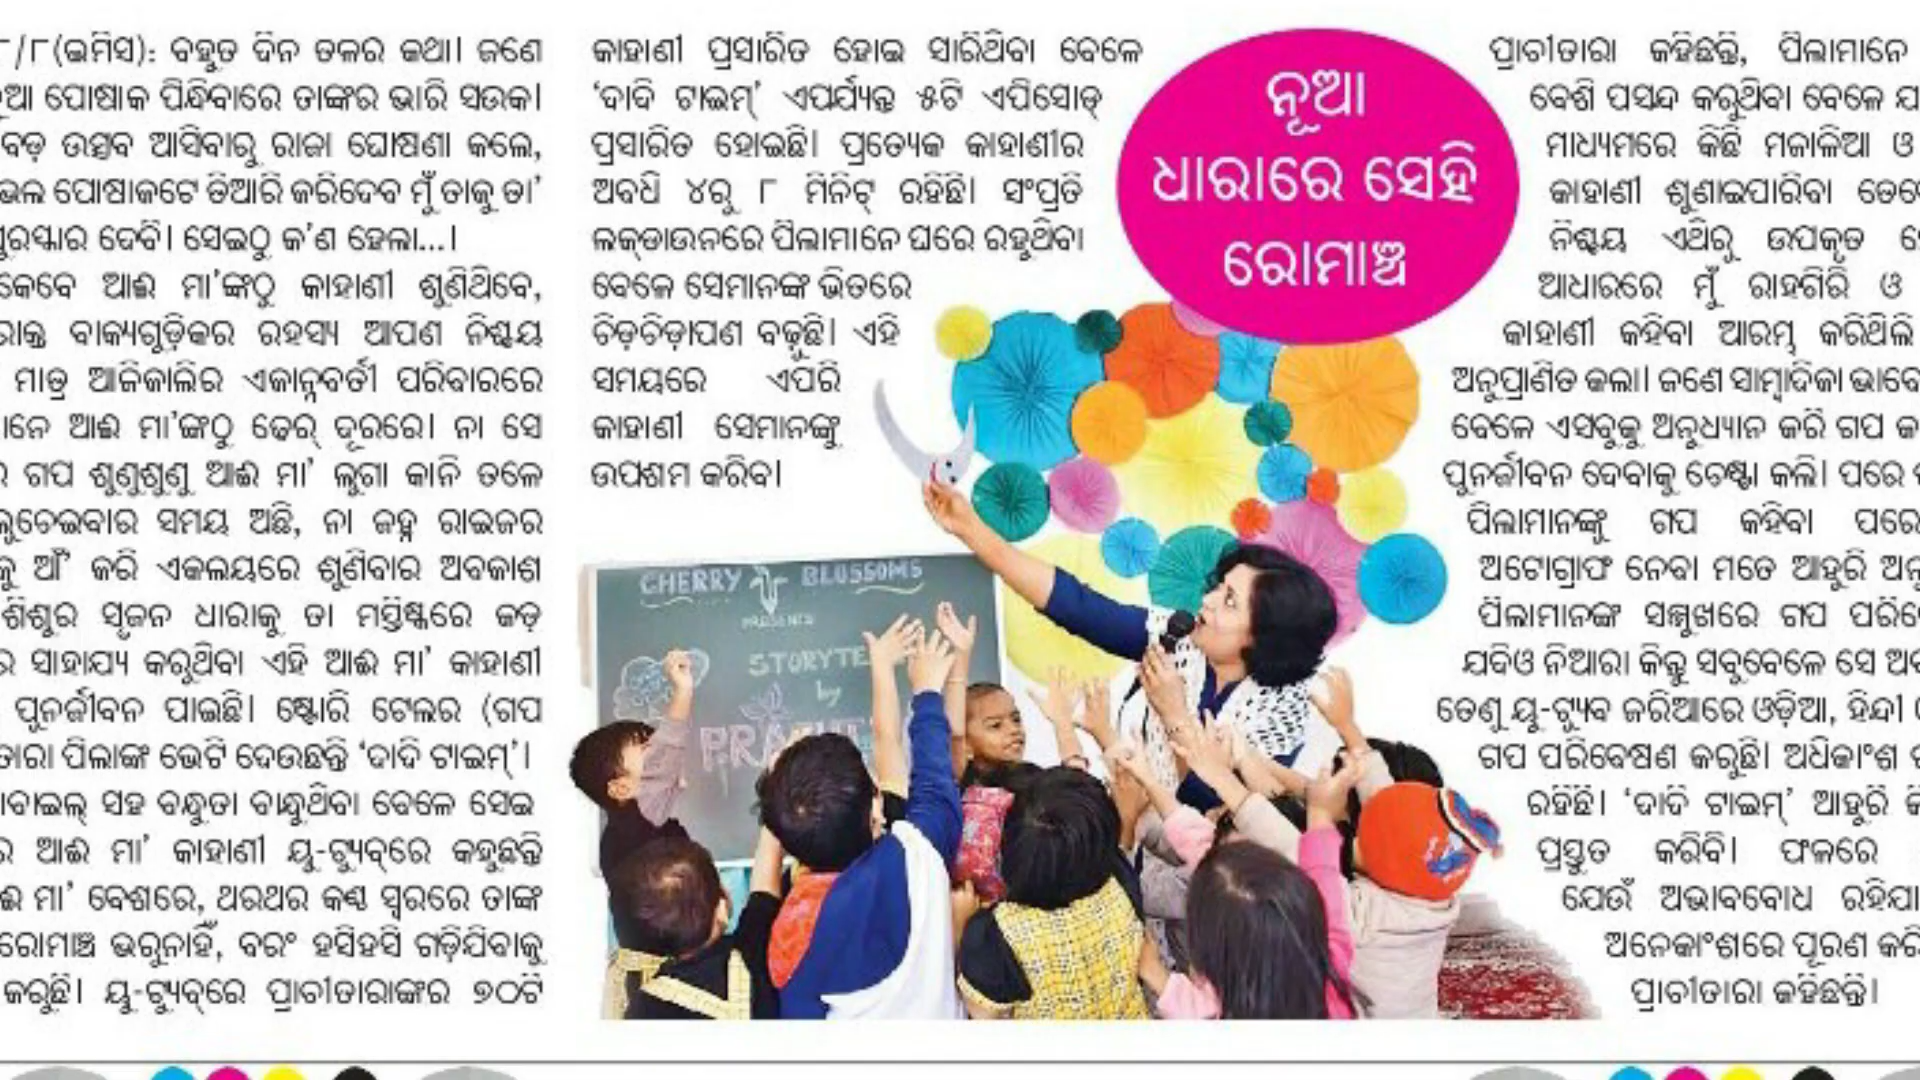 ୮/୮(ଇମିସ): ବହୁତ ଦିନ ତଳର କଥା। ଜଣେ
ପୋଷାକ ପିନ୍ଧିବାରେ ତାଙ୍କର ଭାରି ସଉକ।
ବଡ଼ ଉତ୍ସବ ଆସିବାରୁ ରାଜା ଘୋଷଣା କଲେ,
ଭଲ ପୋଷାକଟେ ତିଆରି କରିଦେବ ମୁଁ ତାକୁ ତା’
ପୁରସ୍କାର ଦେବି। ସେଇଠୁ କ’ଣ ହେଲା...।
କେବେ ଆଈ ମା’ଙ୍କଠୁ କାହାଣୀ ଶୁଣିଥିବେ,
ବାକ୍ୟଗୁଡ଼ିକର ରହସ୍ୟ ଆପଣ ନିଶ୍ଚୟ
ମାତ୍ର ଆଜିକାଲିର ଏକାନ୍ନବର୍ତୀ ପରିବାରରେ
ଆଈ ମା’ଙ୍କଠୁ ଢେର୍ ଦୂରରେ। ନା ସେ
ଗପ ଶୁଣୁଶୁଣୁ ଆଈ ମା’ ଲୁଗା କାନି ତଳେ
ଲୁଚେଇବାର ସମୟ ଅଛି, ନା ଜହ୍ନ ରାଇଜର
ଆଁ’ କରି ଏକଲୟରେ ଶୁଣିବାର ଅବକାଶ
ଶିଶୁର ସୃଜନ ଧାରାକୁ ତା ମସ୍ତିଷ୍କରେ କଡ଼
ସାହାଯ୍ୟ କରୁଥିବା ଏହି ଆଈ ମା’ କାହାଣୀ
ପୁନର୍ଜୀବନ ପାଇଛି। ଷ୍ଟୋରି ଟେଲର (ଗପ
ପିଲାଙ୍କ ଭେଟି ଦେଉଛନ୍ତି ‘ଦାଦି ଟାଇମ୍’।
ସହ ବନ୍ଧୁତା ବାନ୍ଧୁଥିବା ବେଳେ ସେଇ
ଆଈ ମା’ କାହାଣୀ ୟୁ-ଟ୍ୟୁବ୍‌ରେ କହୁଛନ୍ତି
ମା’ ବେଶରେ, ଥରଥର କଣ୍ଠ ସ୍ୱରରେ ତାଙ୍କ
ରୋମାଞ୍ଚ ଭରୁନାହିଁ, ବରଂ ହସିହସି ଗଡ଼ିଯିବାକୁ
କରୁଛି। ୟୁ-ଟ୍ୟୁବ୍‌ରେ ପ୍ରାଚୀତାରାଙ୍କର ୭୦ଟି
କାହାଣୀ ପ୍ରସାରିତ ହୋଇ ସାରିଥିବା ବେଳେ
‘ଦାଦି ଟାଇମ୍’ ଏପର୍ଯ୍ୟନ୍ତ ୫ଟି ଏପିସୋଡ୍
ପ୍ରସାରିତ ହୋଇଛି। ପ୍ରତ୍ୟେକ କାହାଣୀର
ଅବଧି ୪ରୁ ୮ ମିନିଟ୍ ରହିଛି। ସଂପ୍ରତି
ଲକ୍‌ଡାଉନରେ ପିଲାମାନେ ଘରେ ରହୁଥିବା
ବେଳେ ସେମାନଙ୍କ ଭିତରେ
ଚିଡ଼ଚିଡ଼ାପଣ ବଢ଼ୁଛି। ଏହି
ସମୟରେ ଏପରି
କାହାଣୀ ସେମାନଙ୍କୁ
ଉପଶମ କରିବ।
ନୂଆ
ଧାରାରେ ସେହି
ରୋମାଞ୍ଚ
CHERRY BLOSSOMS
PRESENTS
STORYTE
by
ପ୍ରାଚୀତାରା କହିଛନ୍ତି, ପିଲାମାନେ
ବେଶି ପସନ୍ଦ କରୁଥିବା ବେଳେ
ମାଧ୍ୟମରେ କିଛି ମଜାଳିଆ ଓ
କାହାଣୀ ଶୁଣାଇପାରିବା
ନିଶ୍ଚୟ ଏଥିରୁ ଉପକୃତ
ଆଧାରରେ ମୁଁ ରାହଗିରି ଓ
କାହାଣୀ କହିବା ଆରମ୍ଭ କରିଥିଲି
ଅନୁପ୍ରାଣିତ କଲା। ଜଣେ ସାମ୍ବାଦିକା
ବେଳେ ଏସବୁକୁ ଅନୁଧ୍ୟାନ କରି ଗପ
ପୁନର୍ଜୀବନ ଦେବାକୁ ଚେଷ୍ଟା କଲି। ପରେ
ପିଲାମାନଙ୍କୁ ଗପ କହିବା ପରେ
ଅଟୋଗ୍ରାଫ ନେବା ମତେ ଆହୁରି
ପିଲାମାନଙ୍କ ସମ୍ମୁଖରେ ଗପ
ଯଦିଓ ନିଆରା କିନ୍ତୁ ସବୁବେଳେ ସେ
ତେଣୁ ୟୁ-ଟ୍ୟୁବ ଜରିଆରେ ଓଡ଼ିଆ, ହିନ୍ଦୀ
ଗପ ପରିବେଷଣ କରୁଛି। ଅଧିକାଂଶ
ରହିଛି। ‘ଦାଦି ଟାଇମ୍’ ଆହୁରି
ପ୍ରସ୍ତୁତ କରିବି। ଫଳରେ
ଯେଉଁ ଅଭାବବୋଧ
ଅନେକାଂଶରେ ପୂରଣ
ପ୍ରାଚୀତାରା କହିଛନ୍ତି।